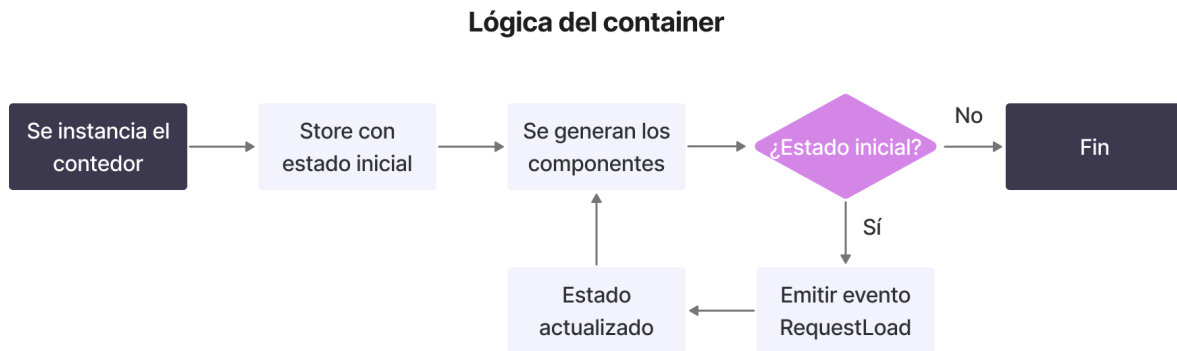 Lógica del container
Se instancia el
contedor
Store con
estado inicial
Se generan los
componentes
¿Estado inicial?
No
Fin
Sí
Estado
actualizado
Emitir evento
RequestLoad